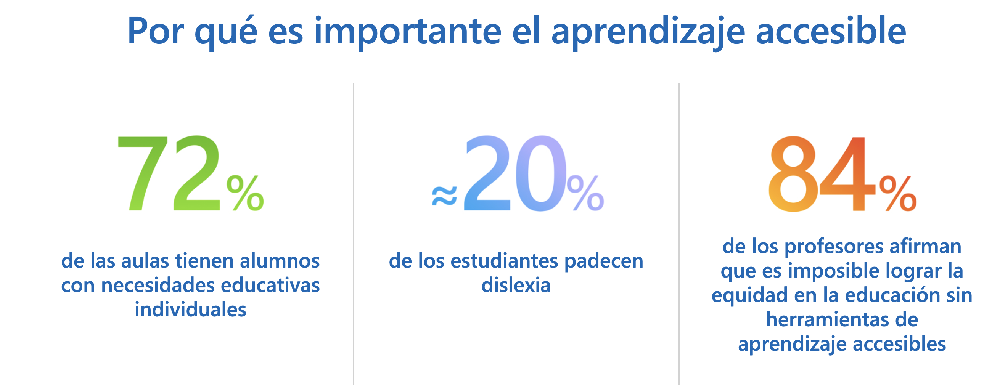 Por qué es importante el aprendizaje accesible
72%
de las aulas tienen alumnos
con necesidades educativas
individuales
≈20%
de los estudiantes padecen
dislexia
84%
de los profesores afirman
que es imposible lograr la
equidad en la educación sin
herramientas de
aprendizaje accesibles